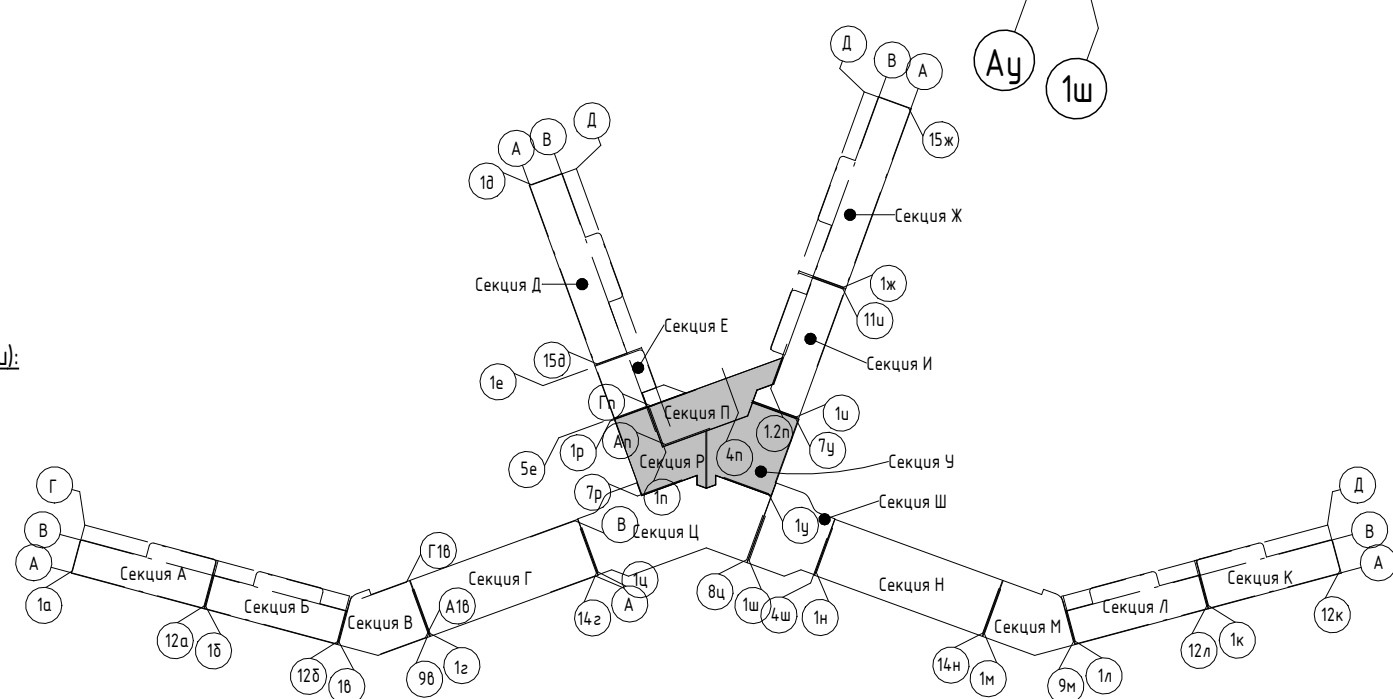 Ау
1ш
Д
В
А
15ж
Д
В
А
1д
Секция Ж
Секция Д
1ж
11и
Секция Е
Секция И
ш):
15д
1е
Гп
Секция П
1и
1.2п
7у
1р
Ап
5е
Секция Р
4п
Секция У
7р
1п
Секция Ш
Г
Д
В
В
Секция Ц
1у
В
А
Г1в
А
Секция А
Секция Г
1ц
Секция Н
Секция К
1а
Секция Б
А1в
14г
А
8ц
1ш
4ш
1н
Секция Л
12к
Секция В
Секция М
12а
1б
12л
1к
12б
1в
9в
1г
14н
1м
9м
1л